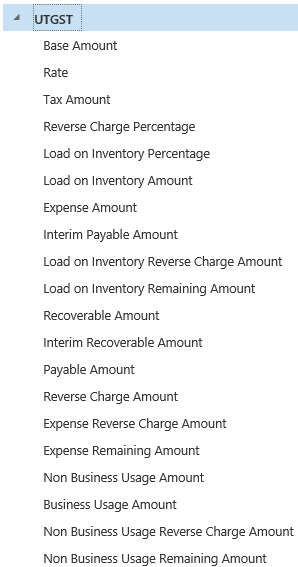 UTGST
Base Amount
Rate
Tax Amount
Reverse Charge Percentage
Load on Inventory Percentage
Load on Inventory Amount
Expense Amount
Interim Payable Amount
Load on Inventory Reverse Charge Amount
Load on Inventory Remaining Amount
Recoverable Amount
Interim Recoverable Amount
Payable Amount
Reverse Charge Amount
Expense Reverse Charge Amount
Expense Remaining Amount
Non Business Usage Amount
Business Usage Amount
Non Business Usage Reverse Charge Amount
Non Business Usage Remaining Amount